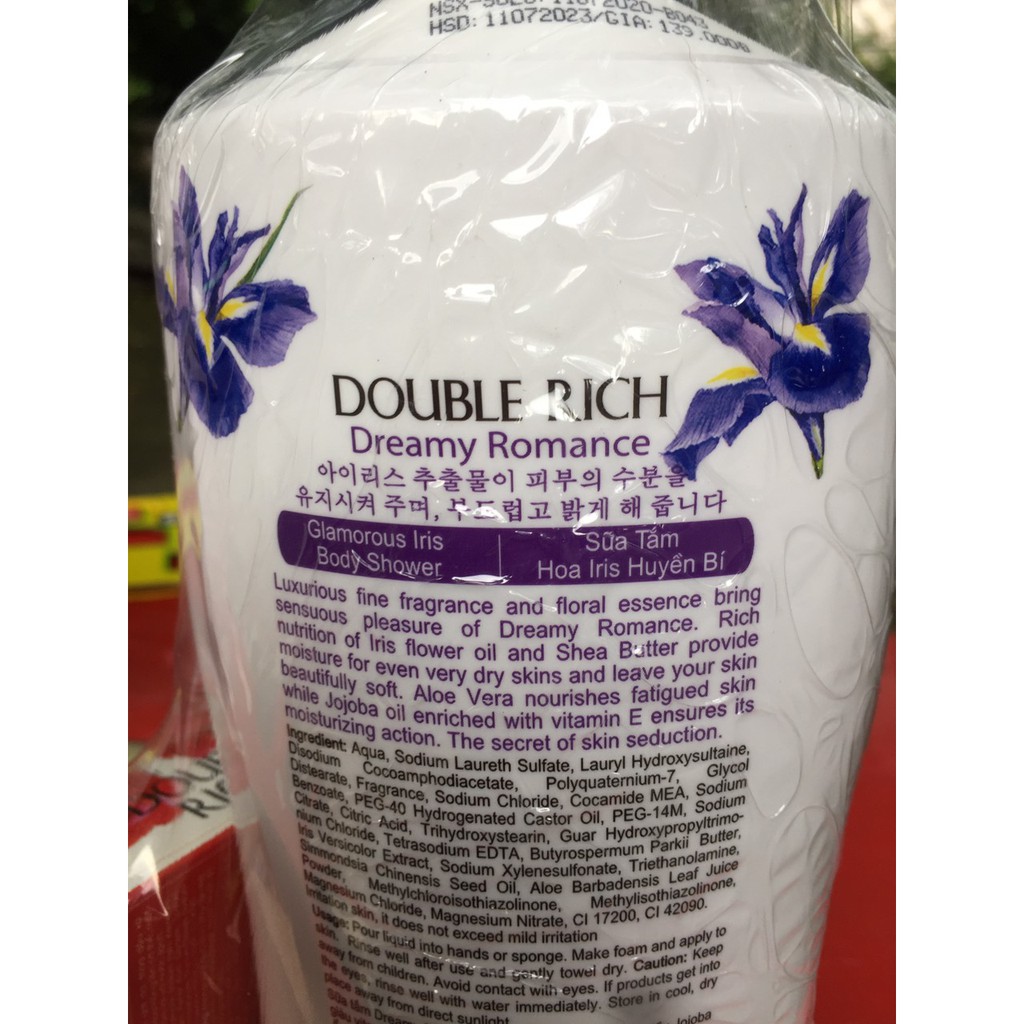 HSD: 11072023/GIA: 139.000đ
DOUBLE RICH
Dreamy Romance
아이리스 추출물이 피부의 수분을
유지시켜 주며, 부드럽고 밝게 해 줍니다
Glamorous Iris
Body Shower
Sữa Tắm
Hoa Iris Huyền Bí
Luxurious fine fragrance and floral essence bring
sensuous pleasure of Dreamy Romance. Rich
nutrition of Iris flower oil and Shea Butter provide
moisture for even very dry skins and leave your skin
beautifully soft. Aloe Vera nourishes fatigued skin
while Jojoba oil enriched with vitamin E ensures its
moisturizing action. The secret of skin seduction.
Ingredient: Aqua, Sodium Laureth Sulfate, Lauryl Hydroxysultaine,
Disodium Cocoamphodiacetate, Polyquaternium-7, Glycol
Distearate, Fragrance, Sodium Chloride, Cocamide MEA, Sodium
Benzoate, PEG-40 Hydrogenated Castor Oil, PEG-14M, Sodium
Citrate, Citric Acid, Trihydroxystearin, Guar Hydroxypropyltrimo-
nium Chloride, Tetrasodium EDTA, Butyrospermum Parkii Butter,
Iris Versicolor Extract, Sodium Xylenesulfonate, Triethanolamine,
Simmondsia Chinensis Seed Oil, Aloe Barbadensis Leaf Juice
Powder, Methylchloroisothiazolinone, Methylisothiazolinone,
Magnesium Chloride, Magnesium Nitrate, CI 17200, CI 42090.
Irritation skin, it does not exceed mild irritation
Usage: Pour liquid into hands or sponge. Make foam and apply to
skin. Rinse well after use and gently towel dry. Caution: Keep
away from children. Avoid contact with eyes. If products get into
the eyes, rinse well with water immediately. Store in cool, dry
place away from direct sunlight.
Sữa tắm Jojoba